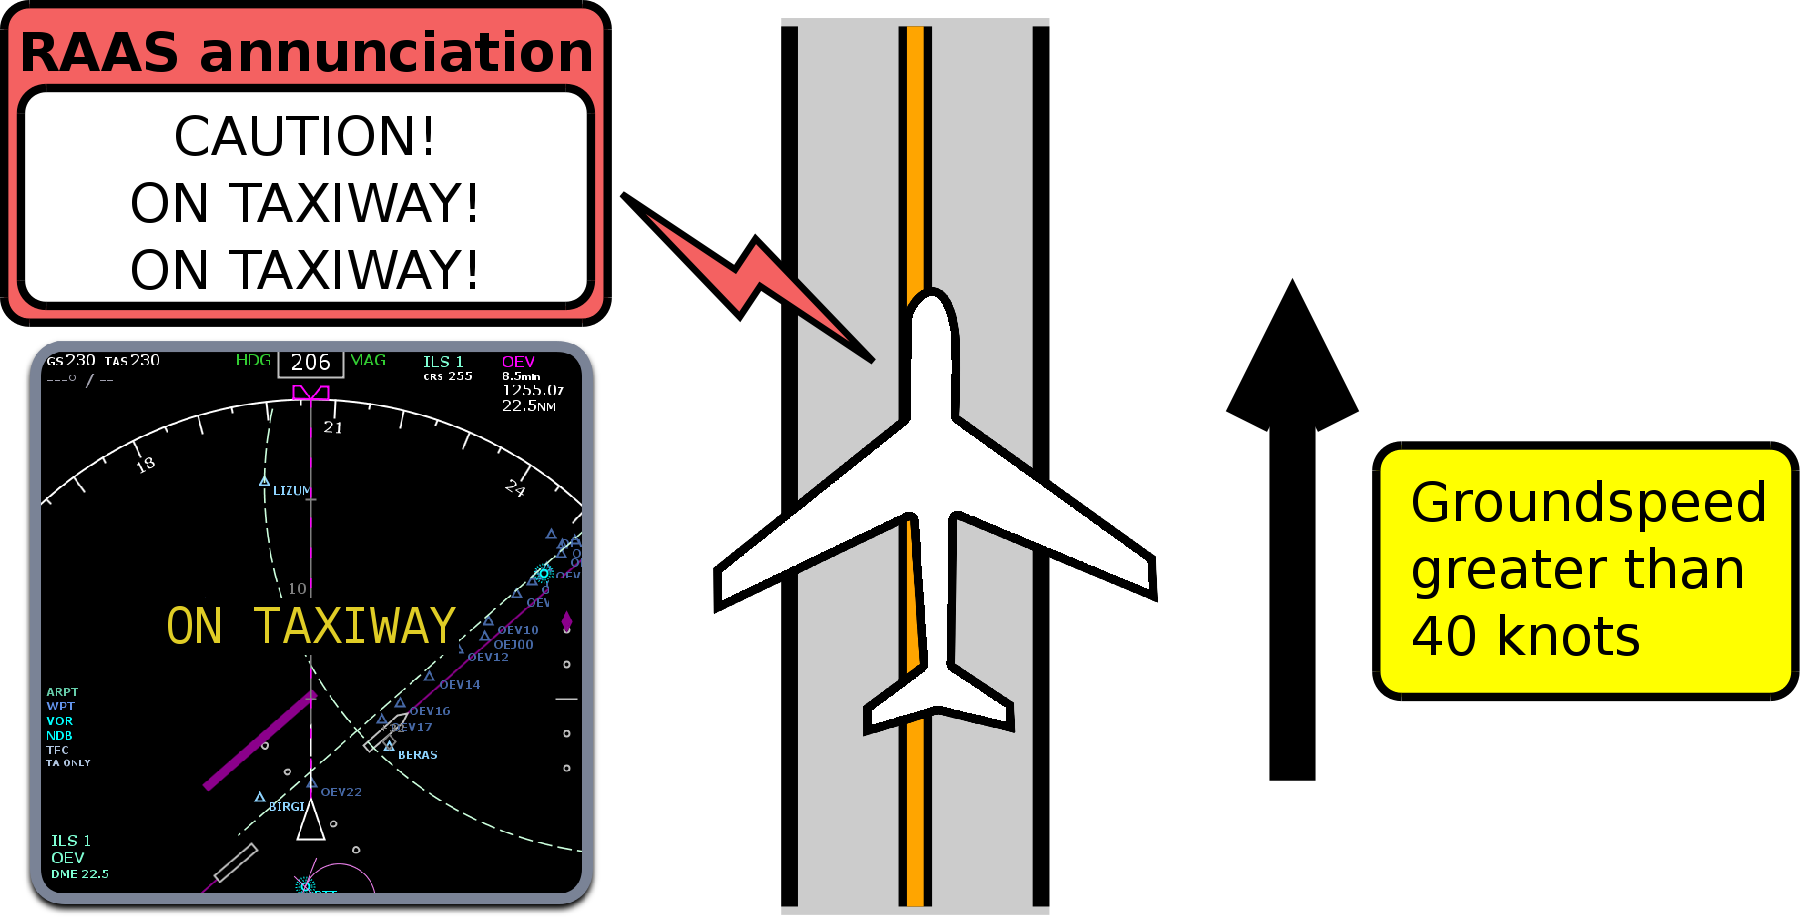 RAAS annunciation
CAUTION!
ON TAXIWAY!
ON TAXIWAY!
GS230 TAS230
HDG 206 MAG
ILS 1
CRS 255
OEV
8.5min
1255.0z
22.5NM
---° / --
18
21
24
LIZUM
10
ON TAXIWAY
OEV
OEV10
OEJ00
OEV12
OEV14
OEV16
OEV17
BERAS
OEV22
BIRGI
ARPT
WPT
VOR
NDB
TFC
TA ONLY
ILS 1
OEV
DME 22.5
Groundspeed
greater than
40 knots